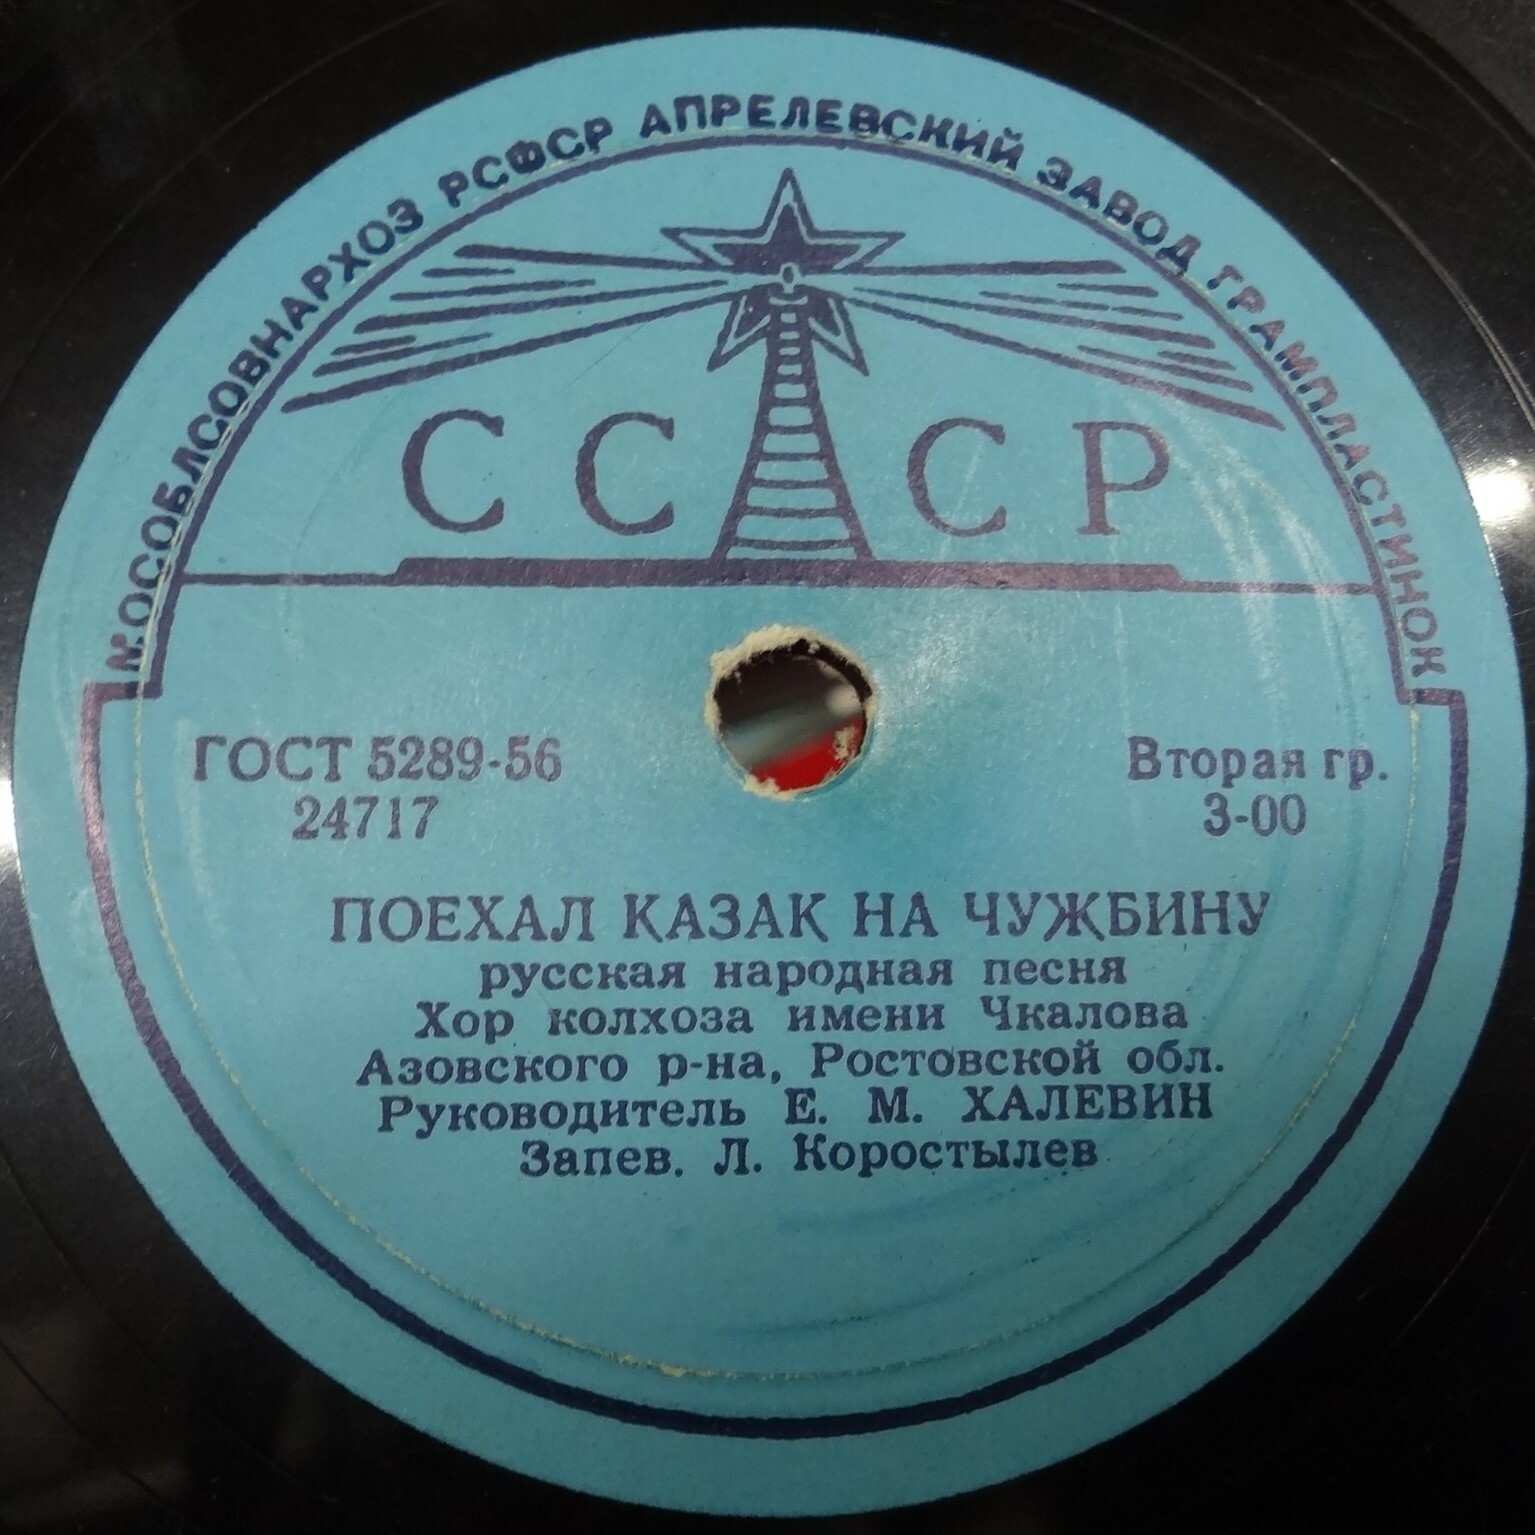 МОСОБЛСОВНАРХОЗ РСФСР АПРЕЛЕВСКИЙ ЗАВОД ГРАМПЛАСТИНОК
СССР
ГОСТ 5289-56
24717
Вторая гр.
3-00
ПОЕХАЛ КАЗАК НА ЧУЖБИНУ
русская народная песня
Хор колхоза имени Чкалова
Азовского р-на, Ростовской обл.
Руководитель Е. М. ХАЛЕВИН
Запев. Л. Коростылев